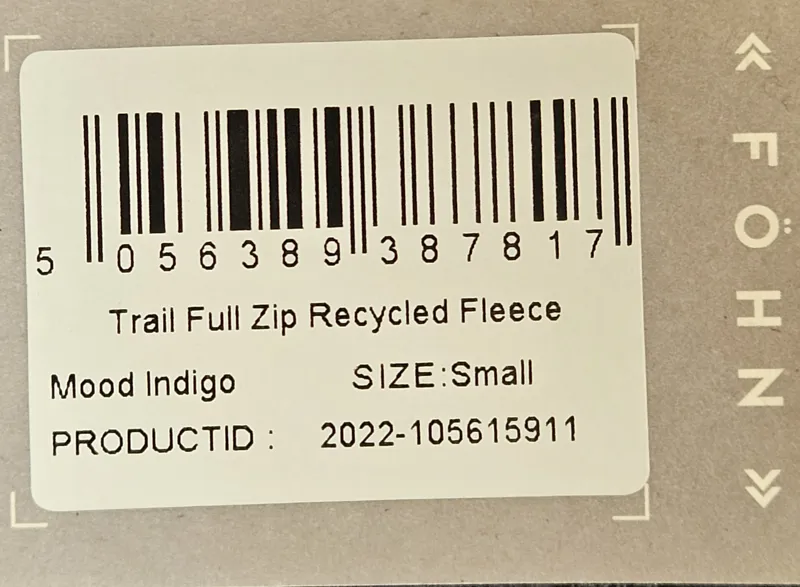 5 056389 387817
Trail Full Zip Recycled Fleece
Mood Indigo SIZE:Small
PRODUCTID : 2022-105615911
FÖHN